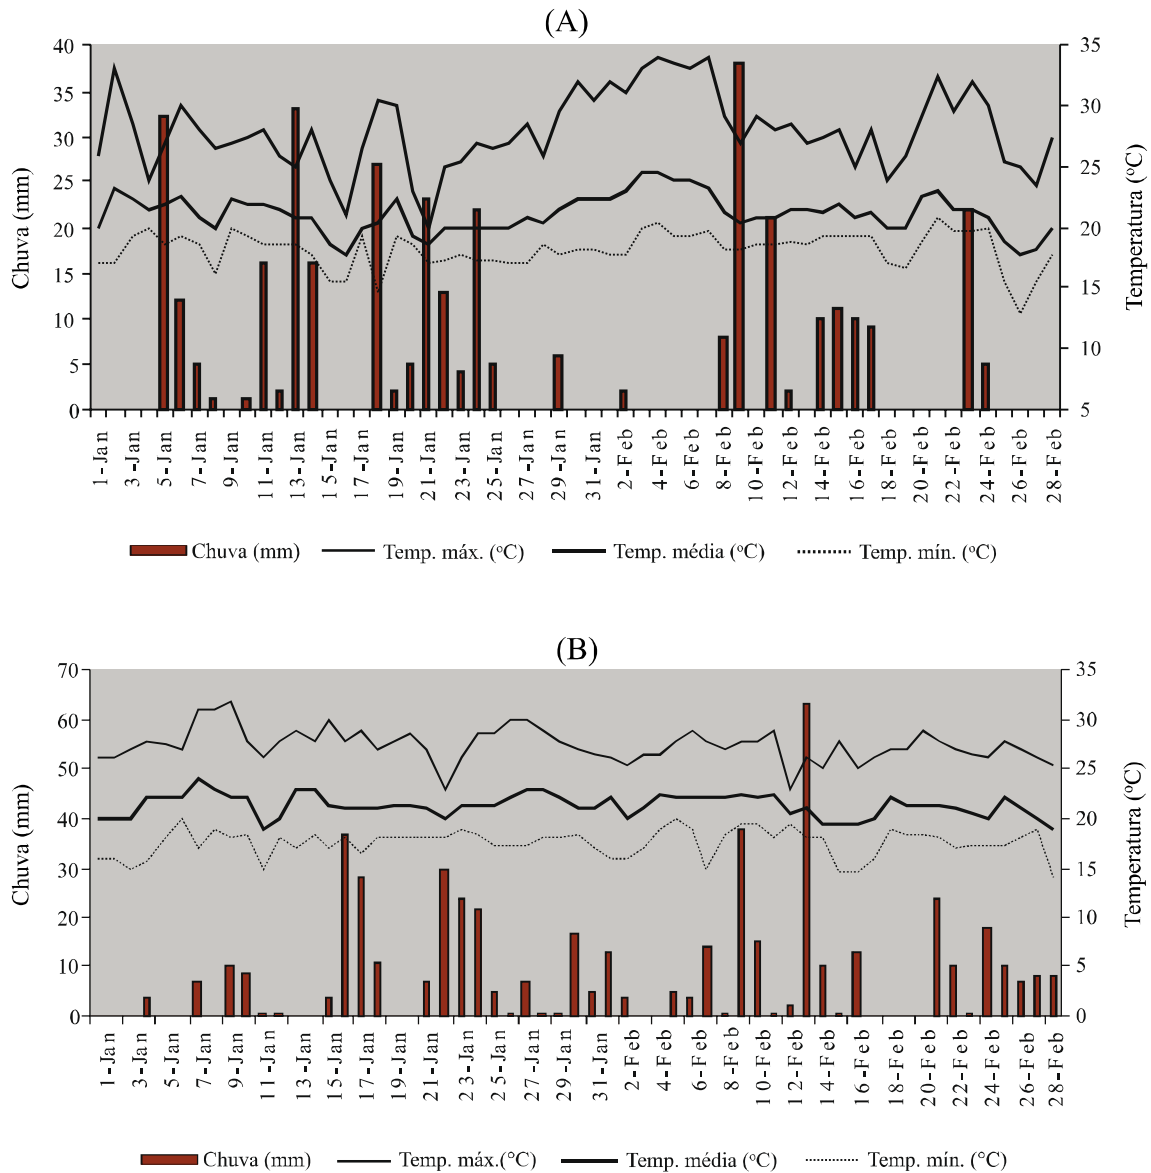 (A)
40
35
30
25
20
15
10
5
0
Chuva (mm)
35
30
25
20
15
10
5
Temperatura (ºC)
1-Jan
3-Jan
5-Jan
7-Jan
9-Jan
11-Jan
13-Jan
15-Jan
17-Jan
19-Jan
21-Jan
23-Jan
25-Jan
27-Jan
29-Jan
31-Jan
2-Feb
4-Feb
6-Feb
8-Feb
10-Feb
12-Feb
14-Feb
16-Feb
18-Feb
20-Feb
22-Feb
24-Feb
26-Feb
28-Feb
Chuva (mm) Temp. máx. (ºC) Temp. média (ºC) Temp. mín. (ºC)
(B)
70
60
50
40
30
20
10
0
Chuva (mm)
35
30
25
20
15
10
5
0
Temperatura (ºC)
1-Jan
3-Jan
5-Jan
7-Jan
9-Jan
11-Jan
13-Jan
15-Jan
17-Jan
19-Jan
21-Jan
23-Jan
25-Jan
27-Jan
29-Jan
31-Jan
2-Feb
4-Feb
6-Feb
8-Feb
10-Feb
12-Feb
14-Feb
16-Feb
18-Feb
20-Feb
22-Feb
24-Feb
26-Feb
28-Feb
Chuva (mm) Temp. máx.(°C) Temp. média (ºC) Temp. mín. (°C)